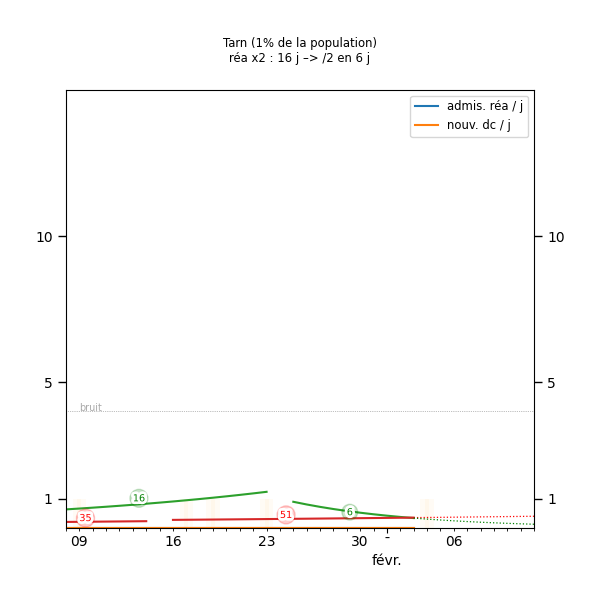 Tarn (1% de la population)
réa x2 : 16 j –> /2 en 6 j
admis. réa / j
nouv. dc / j
10 10
5 5
bruit
1 1
16
35
51
6
09 16 23 30 - 06
févr.